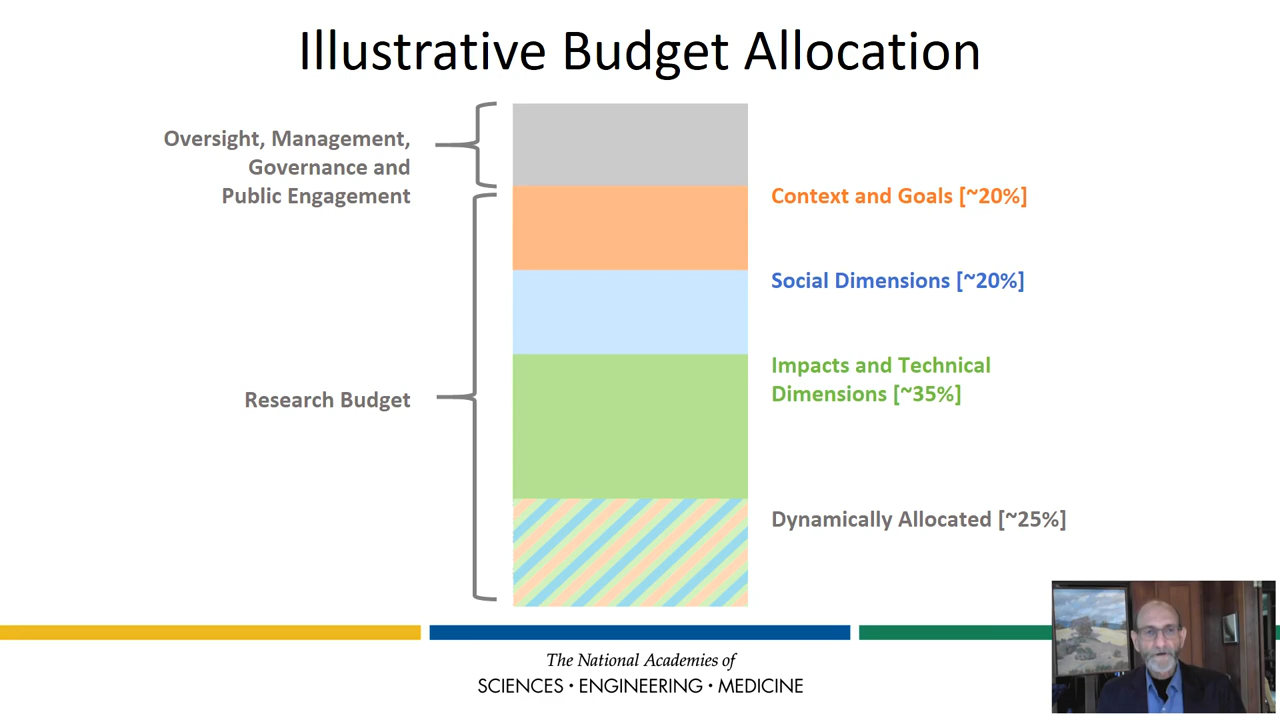 Illustrative Budget Allocation
Oversight, Management,
Governance and
Public Engagement
Context and Goals [~20%]
Social Dimensions [~20%]
Impacts and Technical
Dimensions [~35%]
Research Budget
Dynamically Allocated [~25%]
The National Academies of
SCIENCES • ENGINEERING • MEDICINE